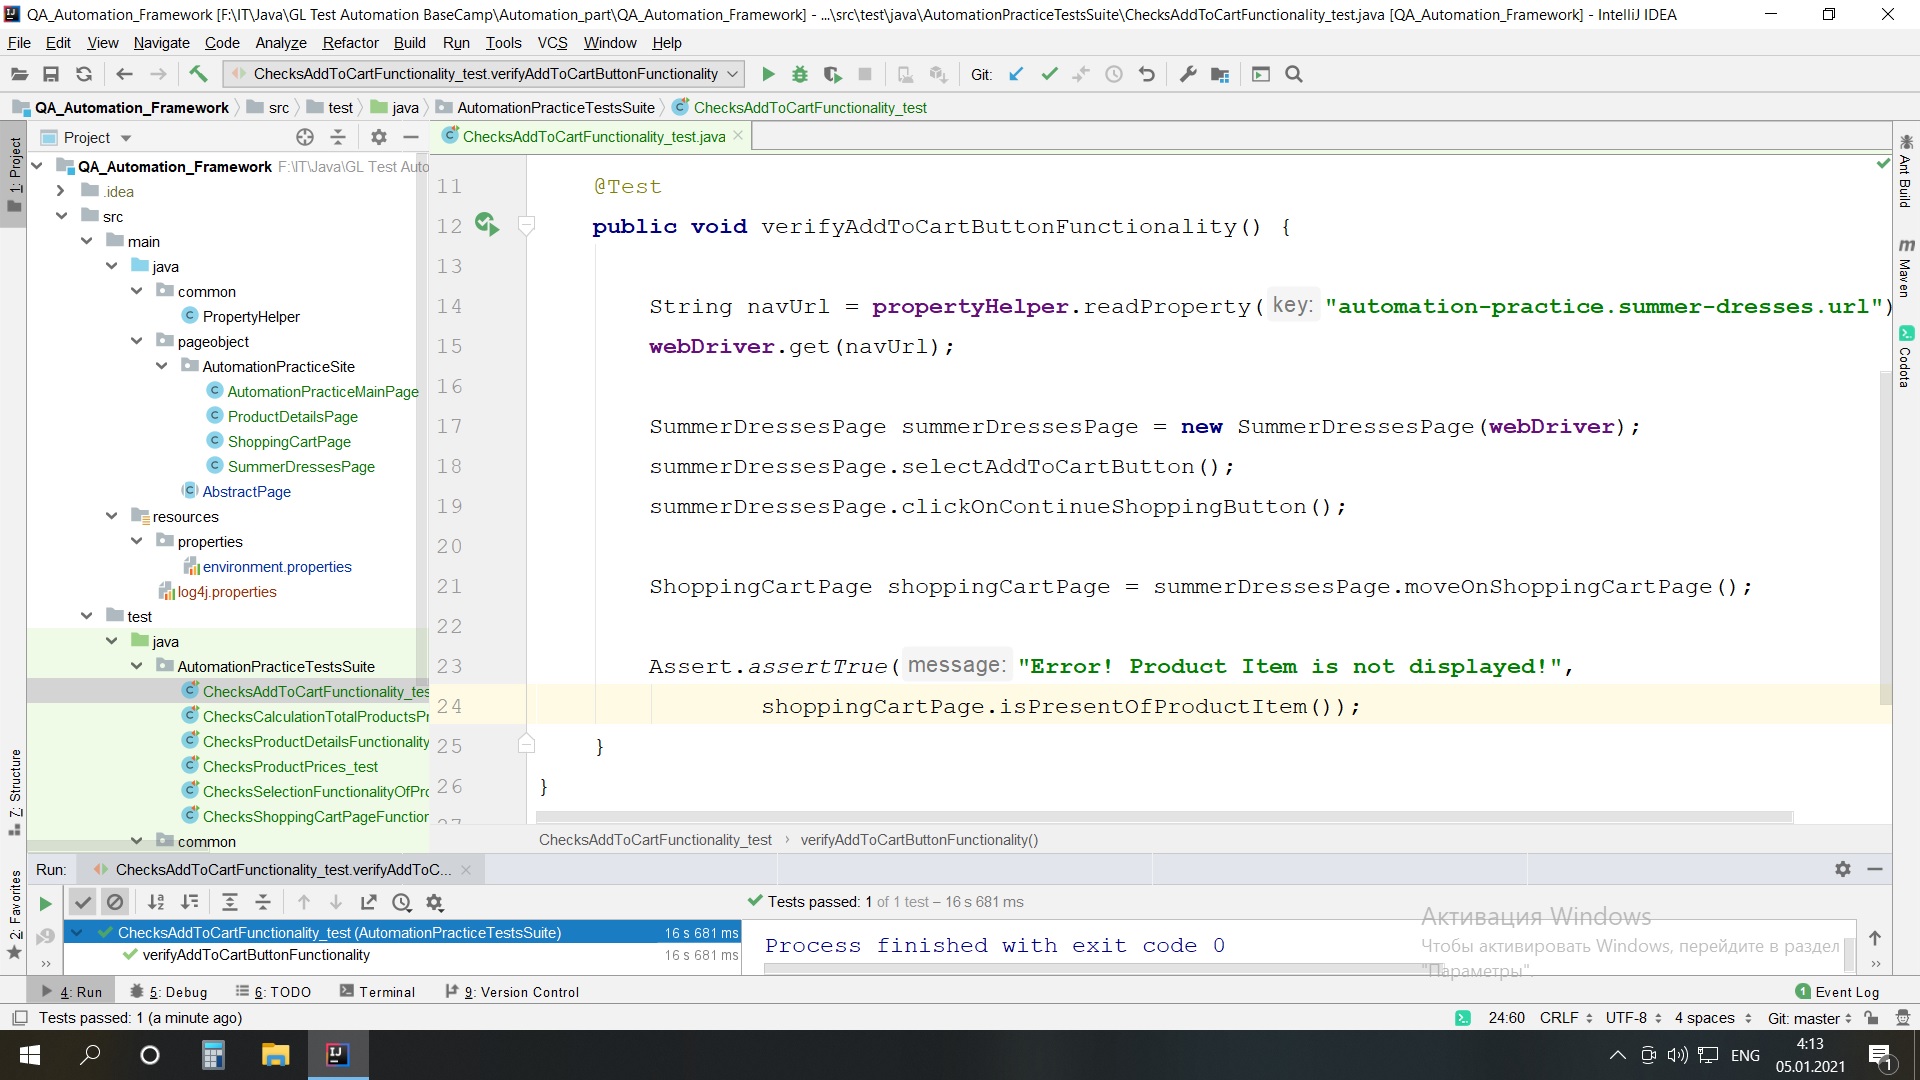 QA_Automation_Framework [F:\IT\Java\GL Test Automation BaseCamp\Automation_part\QA_Automation_Framework] - ...\src\test\java\AutomationPracticeTestsSuite\ChecksAddToCartFunctionality_test.java [QA_Automation_Framework] - IntelliJ IDEA
File Edit View Navigate Code Analyze Refactor Build Run Tools VCS Window Help
ChecksAddToCartFunctionality_test.verifyAddToCartButtonFunctionality Git:
QA_Automation_Framework src test java AutomationPracticeTestsSuite ChecksAddToCartFunctionality_test
Project
ChecksAddToCartFunctionality_test.java
1: Project
7: Structure
2: Favorites
QA_Automation_Framework F:\IT\Java\GL Test Auto
.idea
src
main
java
common
PropertyHelper
pageobject
AutomationPracticeSite
AutomationPracticeMainPage
ProductDetailsPage
ShoppingCartPage
SummerDressesPage
AbstractPage
resources
properties
environment.properties
log4j.properties
test
java
AutomationPracticeTestsSuite
ChecksAddToCartFunctionality_tes
ChecksCalculationTotalProductsPr
ChecksProductDetailsFunctionality
ChecksProductPrices_test
ChecksSelectionFunctionalityOfPro
ChecksShoppingCartPageFunction
common
11 @Test
12 public void verifyAddToCartButtonFunctionality() {
13
14 String navUrl = propertyHelper.readProperty( key: "automation-practice.summer-dresses.url")
15 webDriver.get(navUrl);
16
17 SummerDressesPage summerDressesPage = new SummerDressesPage(webDriver);
18 summerDressesPage.selectAddToCartButton();
19 summerDressesPage.clickOnContinueShoppingButton();
20
21 ShoppingCartPage shoppingCartPage = summerDressesPage.moveOnShoppingCartPage();
22
23 Assert.assertTrue( message: "Error! Product Item is not displayed!",
24 shoppingCartPage.isPresentOfProductItem());
25 }
26 }
27
ChecksAddToCartFunctionality_test › verifyAddToCartButtonFunctionality()
Ant Build
Maven
Codota
Run: ChecksAddToCartFunctionality_test.verifyAddToC...
Tests passed: 1 of 1 test – 16 s 681 ms
ChecksAddToCartFunctionality_test (AutomationPracticeTestsSuite) 16 s 681 ms
verifyAddToCartButtonFunctionality 16 s 681 ms
Process finished with exit code 0
Активация Windows
Чтобы активировать Windows, перейдите в раздел
"Параметры".
4: Run 5: Debug 6: TODO Terminal 9: Version Control 1 Event Log
Tests passed: 1 (a minute ago) 24:60 CRLF UTF-8 4 spaces Git: master
ENG
4:13
05.01.2021
1